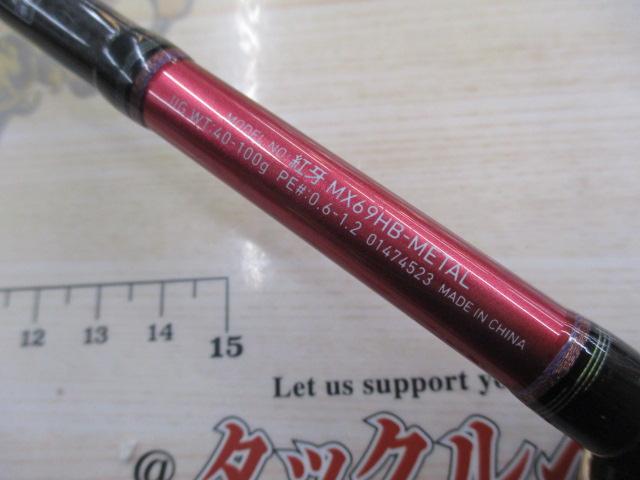 MODEL NO. 紅牙 MX69HB-METAL
JIG WT.:40-100g PE#:0.6-1.2 01474523 MADE IN CHINA
12 13 14 15
Let us support
@タックル